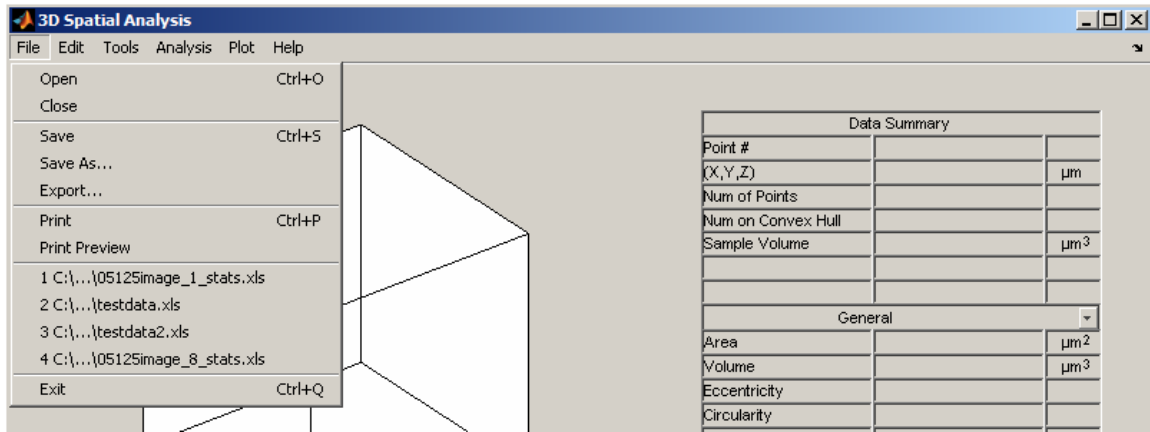 3D Spatial Analysis
File Edit Tools Analysis Plot Help
Open Ctrl+O
Close
Save Ctrl+S
Save As...
Export...
Print Ctrl+P
Print Preview
1 C:\...\05125image_1_stats.xls
2 C:\...\testdata.xls
3 C:\...\testdata2.xls
4 C:\...\05125image_8_stats.xls
Exit Ctrl+Q
Data Summary
Point #
(X,Y,Z) µm
Num of Points
Num on Convex Hull
Sample Volume µm³
General
Area µm²
Volume µm³
Eccentricity
Circularity